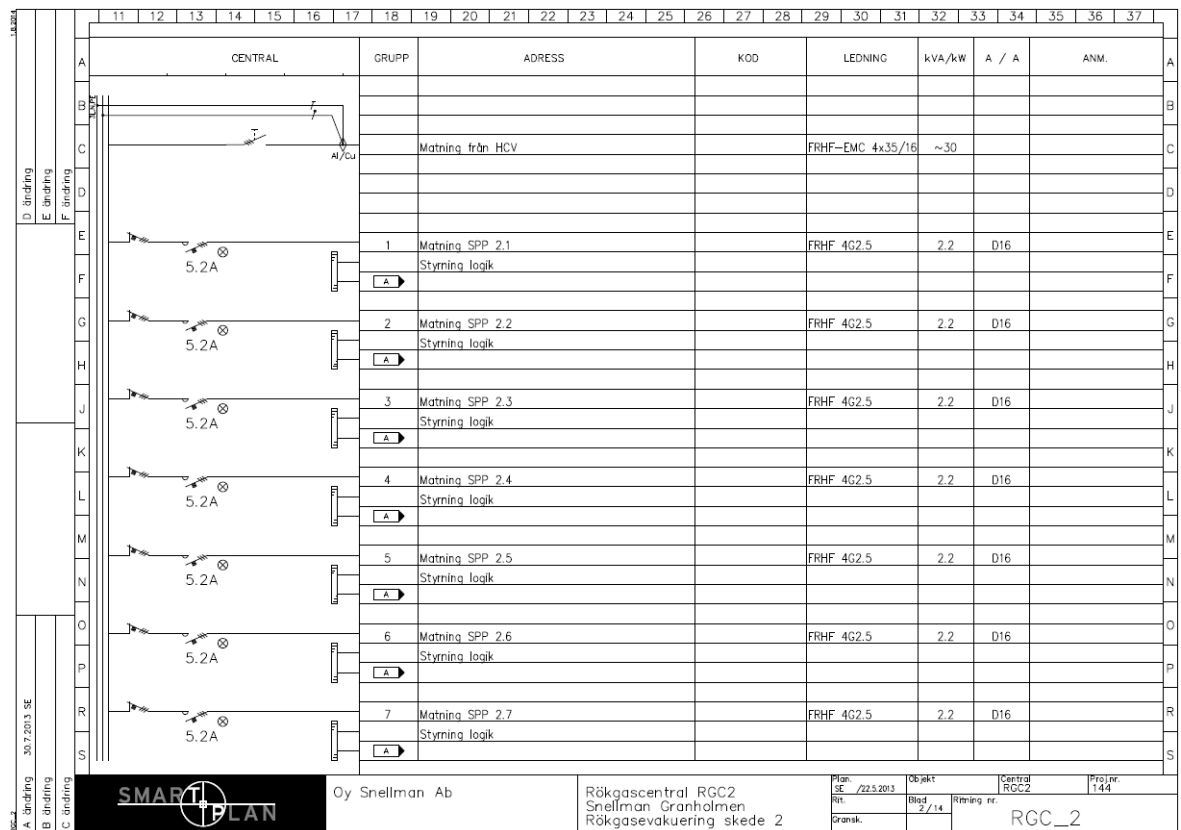 11 12 13 14 15 16 17 18 19 20 21 22 23 24 25 26 27 28 29 30 31 32 33 34 35 36 37
1.8.2014
CENTRAL GRUPP ADRESS KOD LEDNING kVA/kW A / A ANM.
A A
B B
C Al/Cu Matning från HCV FRHF-EMC 4x35/16 ~30 C
D D
E 1 Matning SPP 2.1 FRHF 4G2.5 2.2 D16 E
5.2A Styrning logik
F A F
G 2 Matning SPP 2.2 FRHF 4G2.5 2.2 D16 G
5.2A Styrning logik
H A H
J 3 Matning SPP 2.3 FRHF 4G2.5 2.2 D16 J
5.2A Styrning logik
K A K
L 4 Matning SPP 2.4 FRHF 4G2.5 2.2 D16 L
5.2A Styrning logik
M A M
N 5 Matning SPP 2.5 FRHF 4G2.5 2.2 D16 N
5.2A Styrning logik
A
O 6 Matning SPP 2.6 FRHF 4G2.5 2.2 D16 O
5.2A Styrning logik
P A P
R 7 Matning SPP 2.7 FRHF 4G2.5 2.2 D16 R
5.2A Styrning logik
S A S
D ändring
E ändring
F ändring
A ändring 30.7.2013 SE
B ändring
C ändring
SMART PLAN
Oy Snellman Ab
Rökgascentral RGC2
Snellman Granholmen
Rökgasevakuering skede 2
Plan. SE /22.5.2013
Rit.
Gransk.
Objekt
Central RGC2
Proj.nr. 144
Blad 2/14
Ritning nr. RGC_2